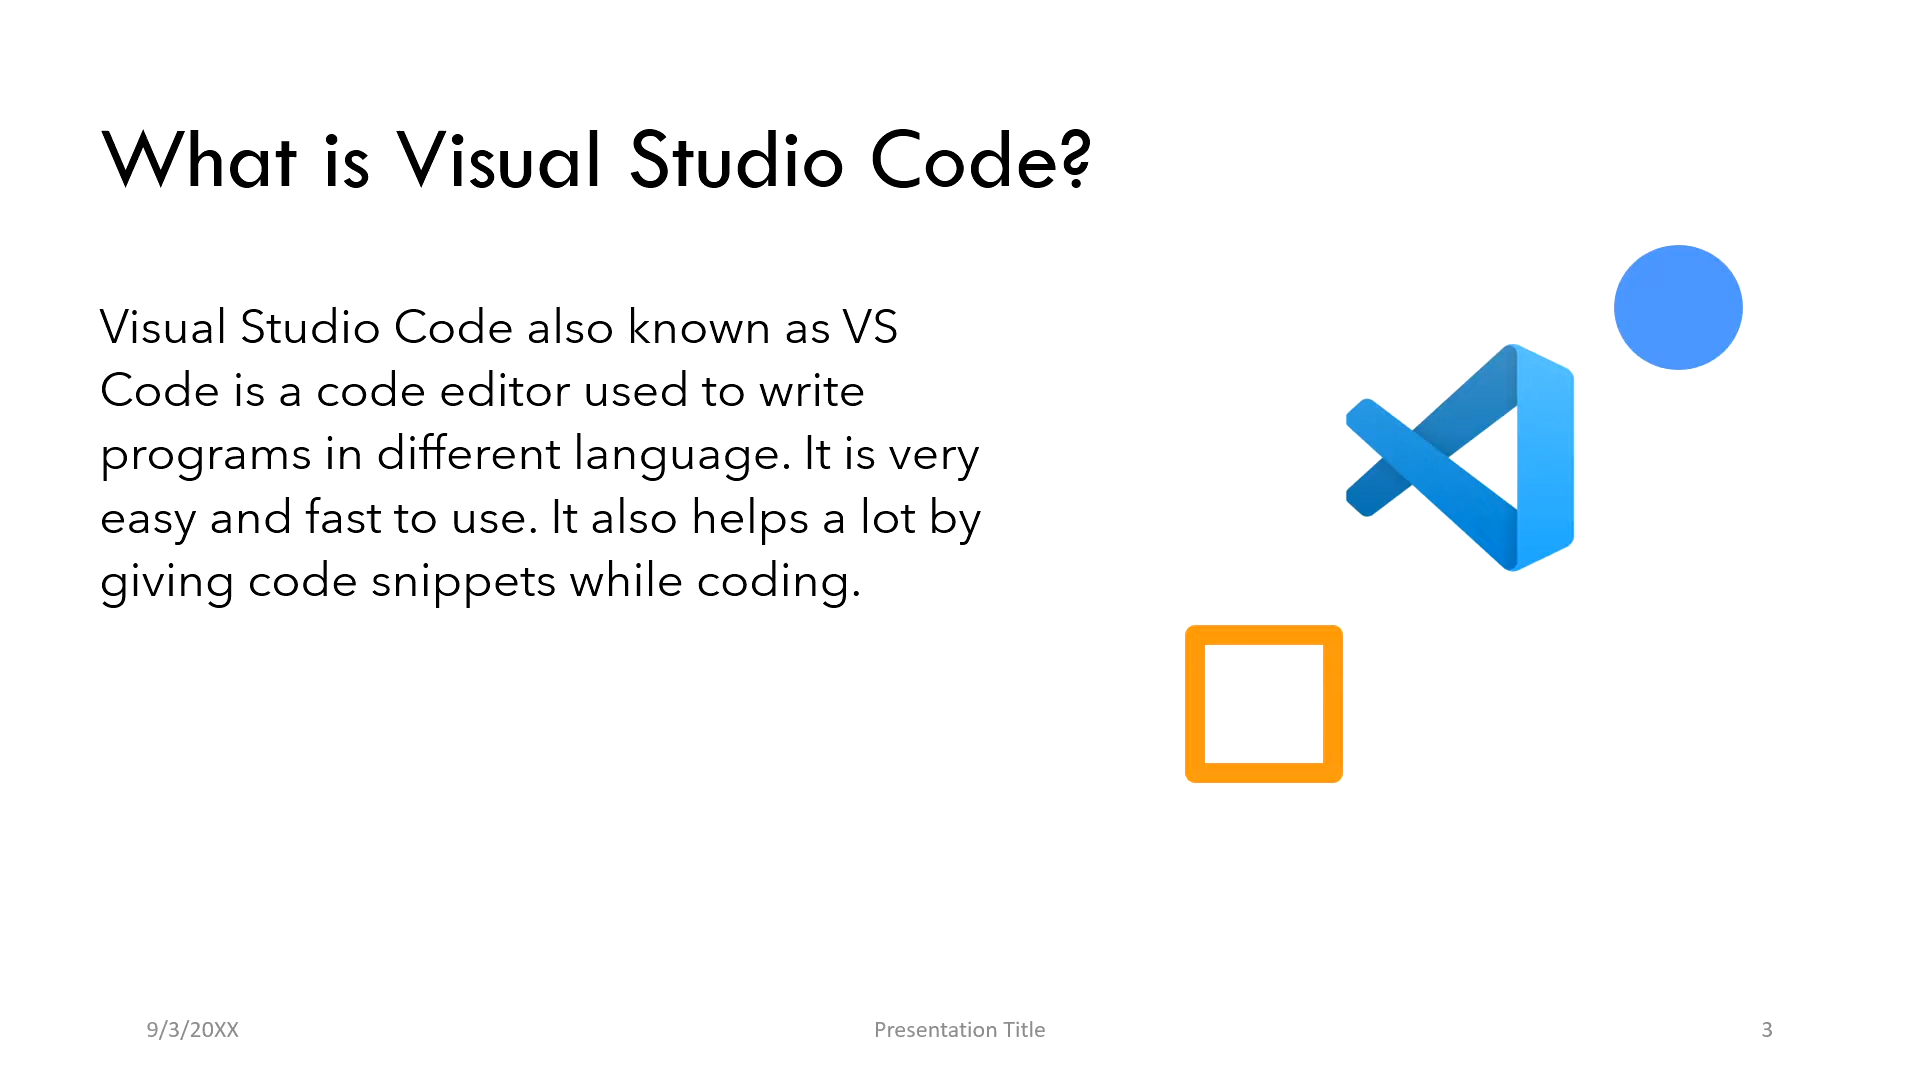 What is Visual Studio Code?
Visual Studio Code also known as VS
Code is a code editor used to write
programs in different language. It is very
easy and fast to use. It also helps a lot by
giving code snippets while coding.
9/3/20XX
Presentation Title
3